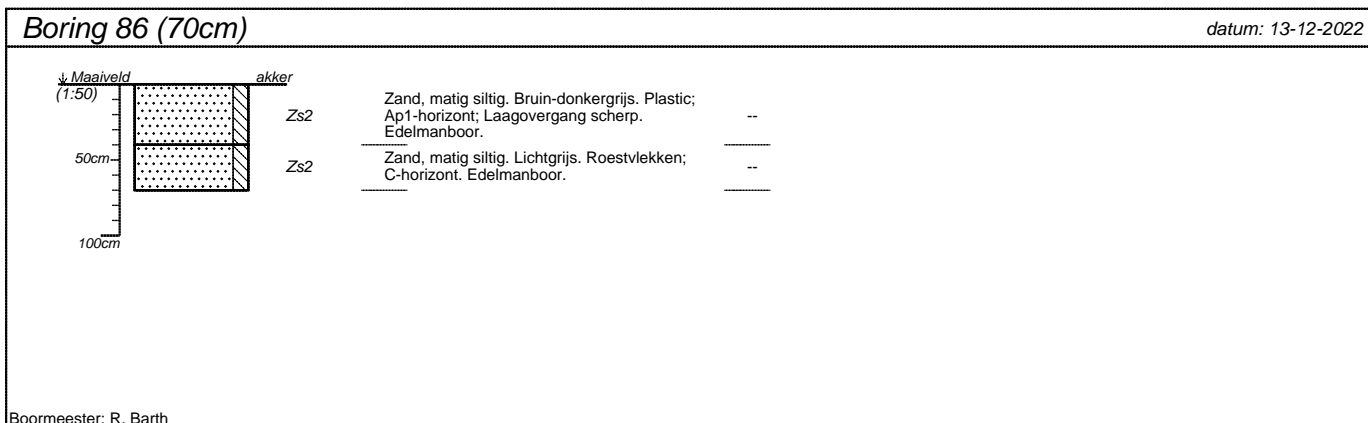 Boring 86 (70cm)
datum: 13-12-2022
Maaiveld
akker
(1:50)
Zs2
Zand, matig siltig. Bruin-donkergrijs. Plastic;
Ap1-horizont; Laagovergang scherp.
Edelmanboor.
--
50cm
Zs2
Zand, matig siltig. Lichtgrijs. Roestvlekken;
C-horizont. Edelmanboor.
--
100cm
Boormeester: R. Barth